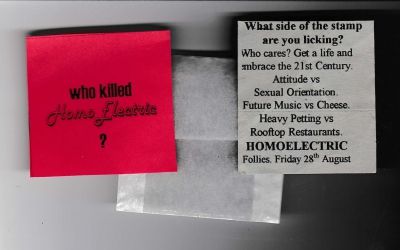 who killed
Homo Electric
?
What side of the stamp
are you licking?
Who cares? Get a life and
embrace the 21st Century.
Attitude vs
Sexual Orientation.
Future Music vs Cheese.
Heavy Petting vs
Rooftop Restaurants.
HOMOELECTRIC
Follies. Friday 28th August